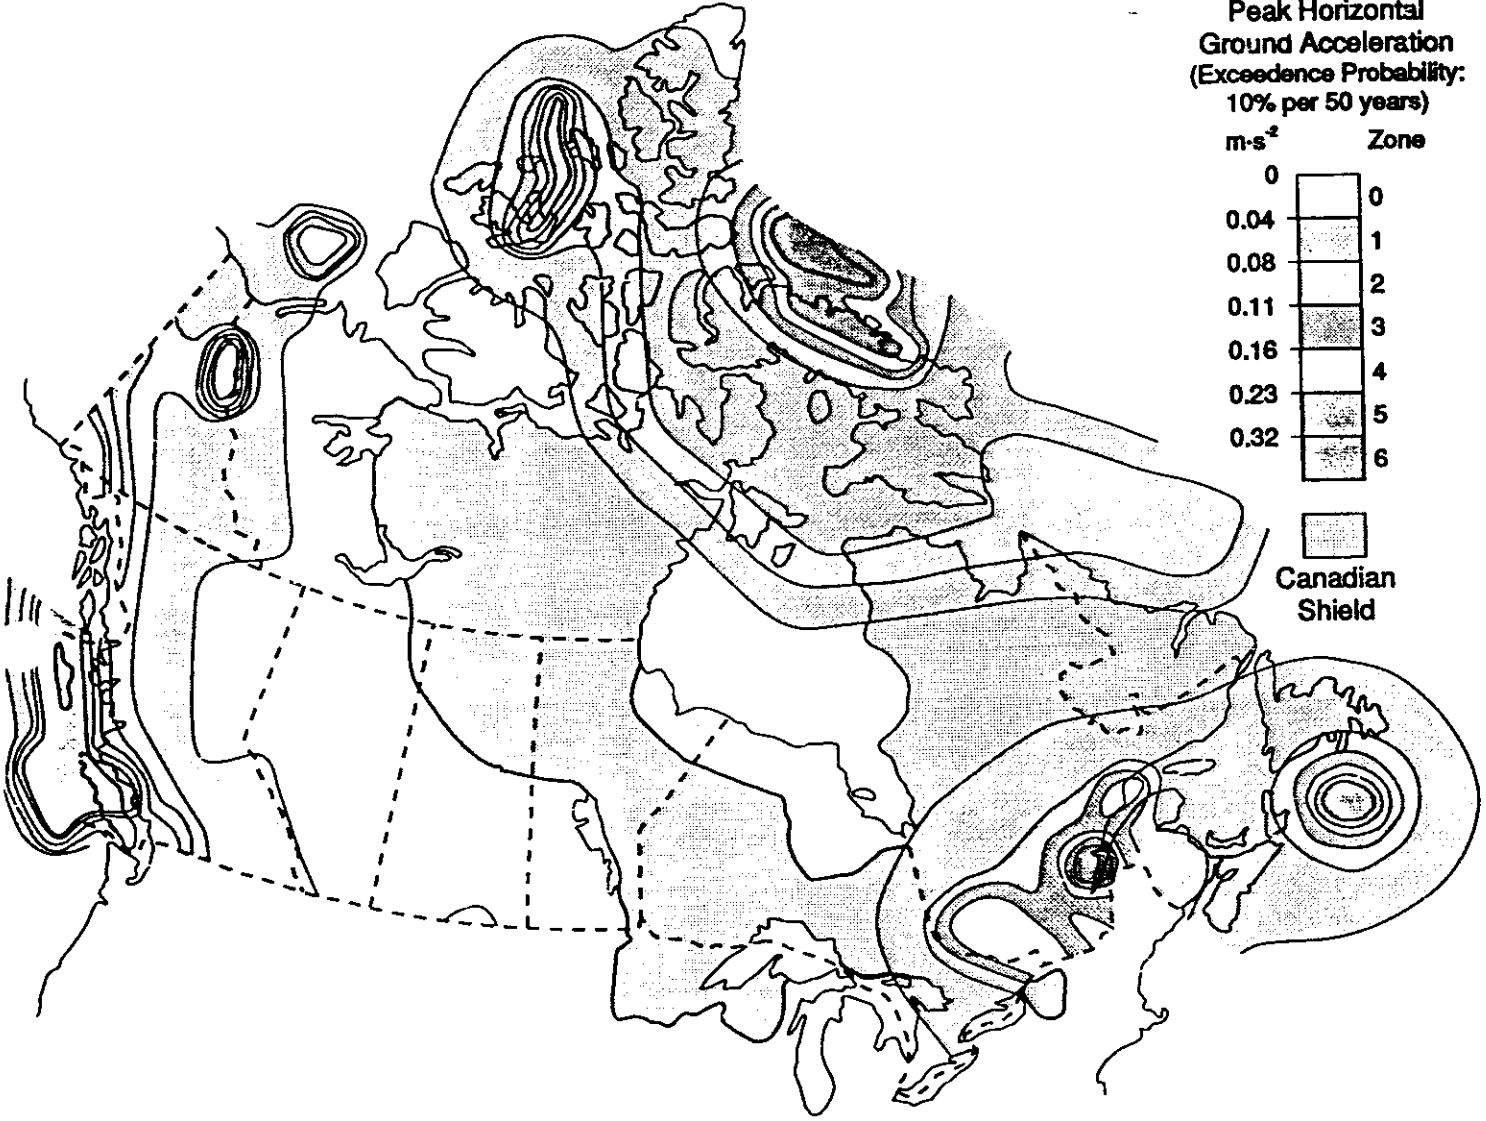 Peak Horizontal
Ground Acceleration
(Exceedence Probability:
10% per 50 years)
m·s⁻² Zone
0
0
0.04
1
0.08
2
0.11
3
0.16
4
0.23
5
0.32
6
Canadian
Shield